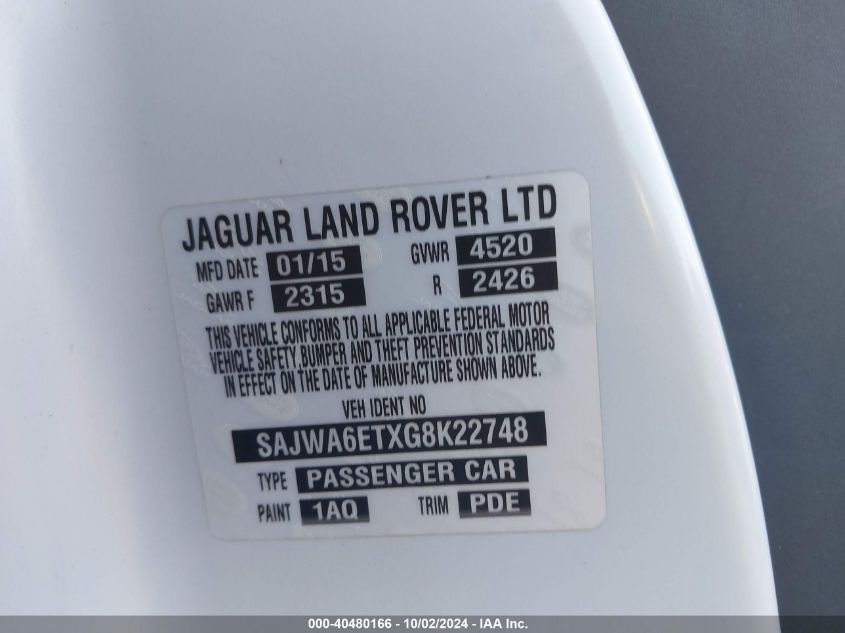 JAGUAR LAND ROVER LTD
MFD DATE 01/15 GVWR 4520
GAWR F 2315 R 2426
THIS VEHICLE CONFORMS TO ALL APPLICABLE FEDERAL MOTOR
VEHICLE SAFETY,BUMPER AND THEFT PREVENTION STANDARDS
IN EFFECT ON THE DATE OF MANUFACTURE SHOWN ABOVE.
VEH IDENT NO
SAJWA6ETXG8K22748
TYPE PASSENGER CAR
PAINT 1AQ TRIM PDE
000-40480166 - 10/02/2024 - IAA Inc.